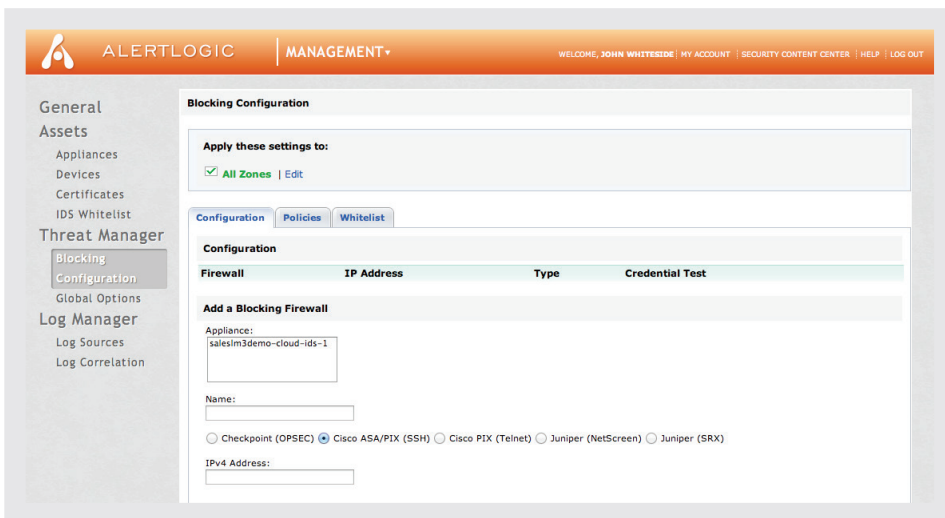 ALERTLOGIC
MANAGEMENT
WELCOME, JOHN WHITESIDE | MY ACCOUNT | SECURITY CONTENT CENTER | HELP | LOG OUT
General
Assets
Appliances
Devices
Certificates
IDS Whitelist
Threat Manager
Blocking
Configuration
Global Options
Log Manager
Log Sources
Log Correlation
Blocking Configuration
Apply these settings to:
All Zones | Edit
Configuration Policies Whitelist
Configuration
Firewall IP Address Type Credential Test
Add a Blocking Firewall
Appliance:
saleslm3demo-cloud-ids-1
Name:
Checkpoint (OPSEC) Cisco ASA/PIX (SSH) Cisco PIX (Telnet) Juniper (NetScreen) Juniper (SRX)
IPv4 Address: